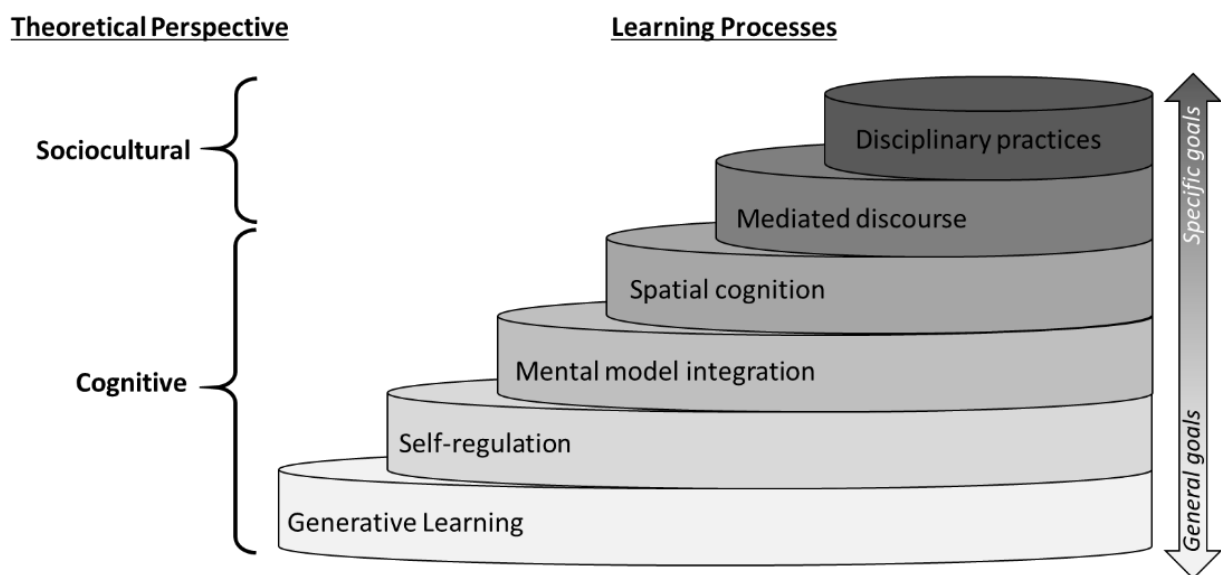 Theoretical Perspective
Learning Processes
Sociocultural
Cognitive
Disciplinary practices
Mediated discourse
Spatial cognition
Mental model integration
Self-regulation
Generative Learning
Specific goals
General goals